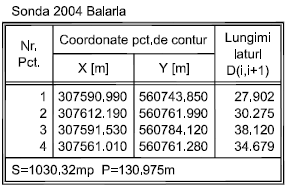 Sonda 2004 Balarla
Nr. Pct. Coordonate pct,de contur Lungimi laturi D(i,i+1)
X [m] Y [m]
1 307590,990 560743,850 27,902
2 307612.190 560761.990 30.275
3 307591,530 560784,120 38,120
4 307561.010 560761.280 34.679
S=1030,32mp P=130,975m